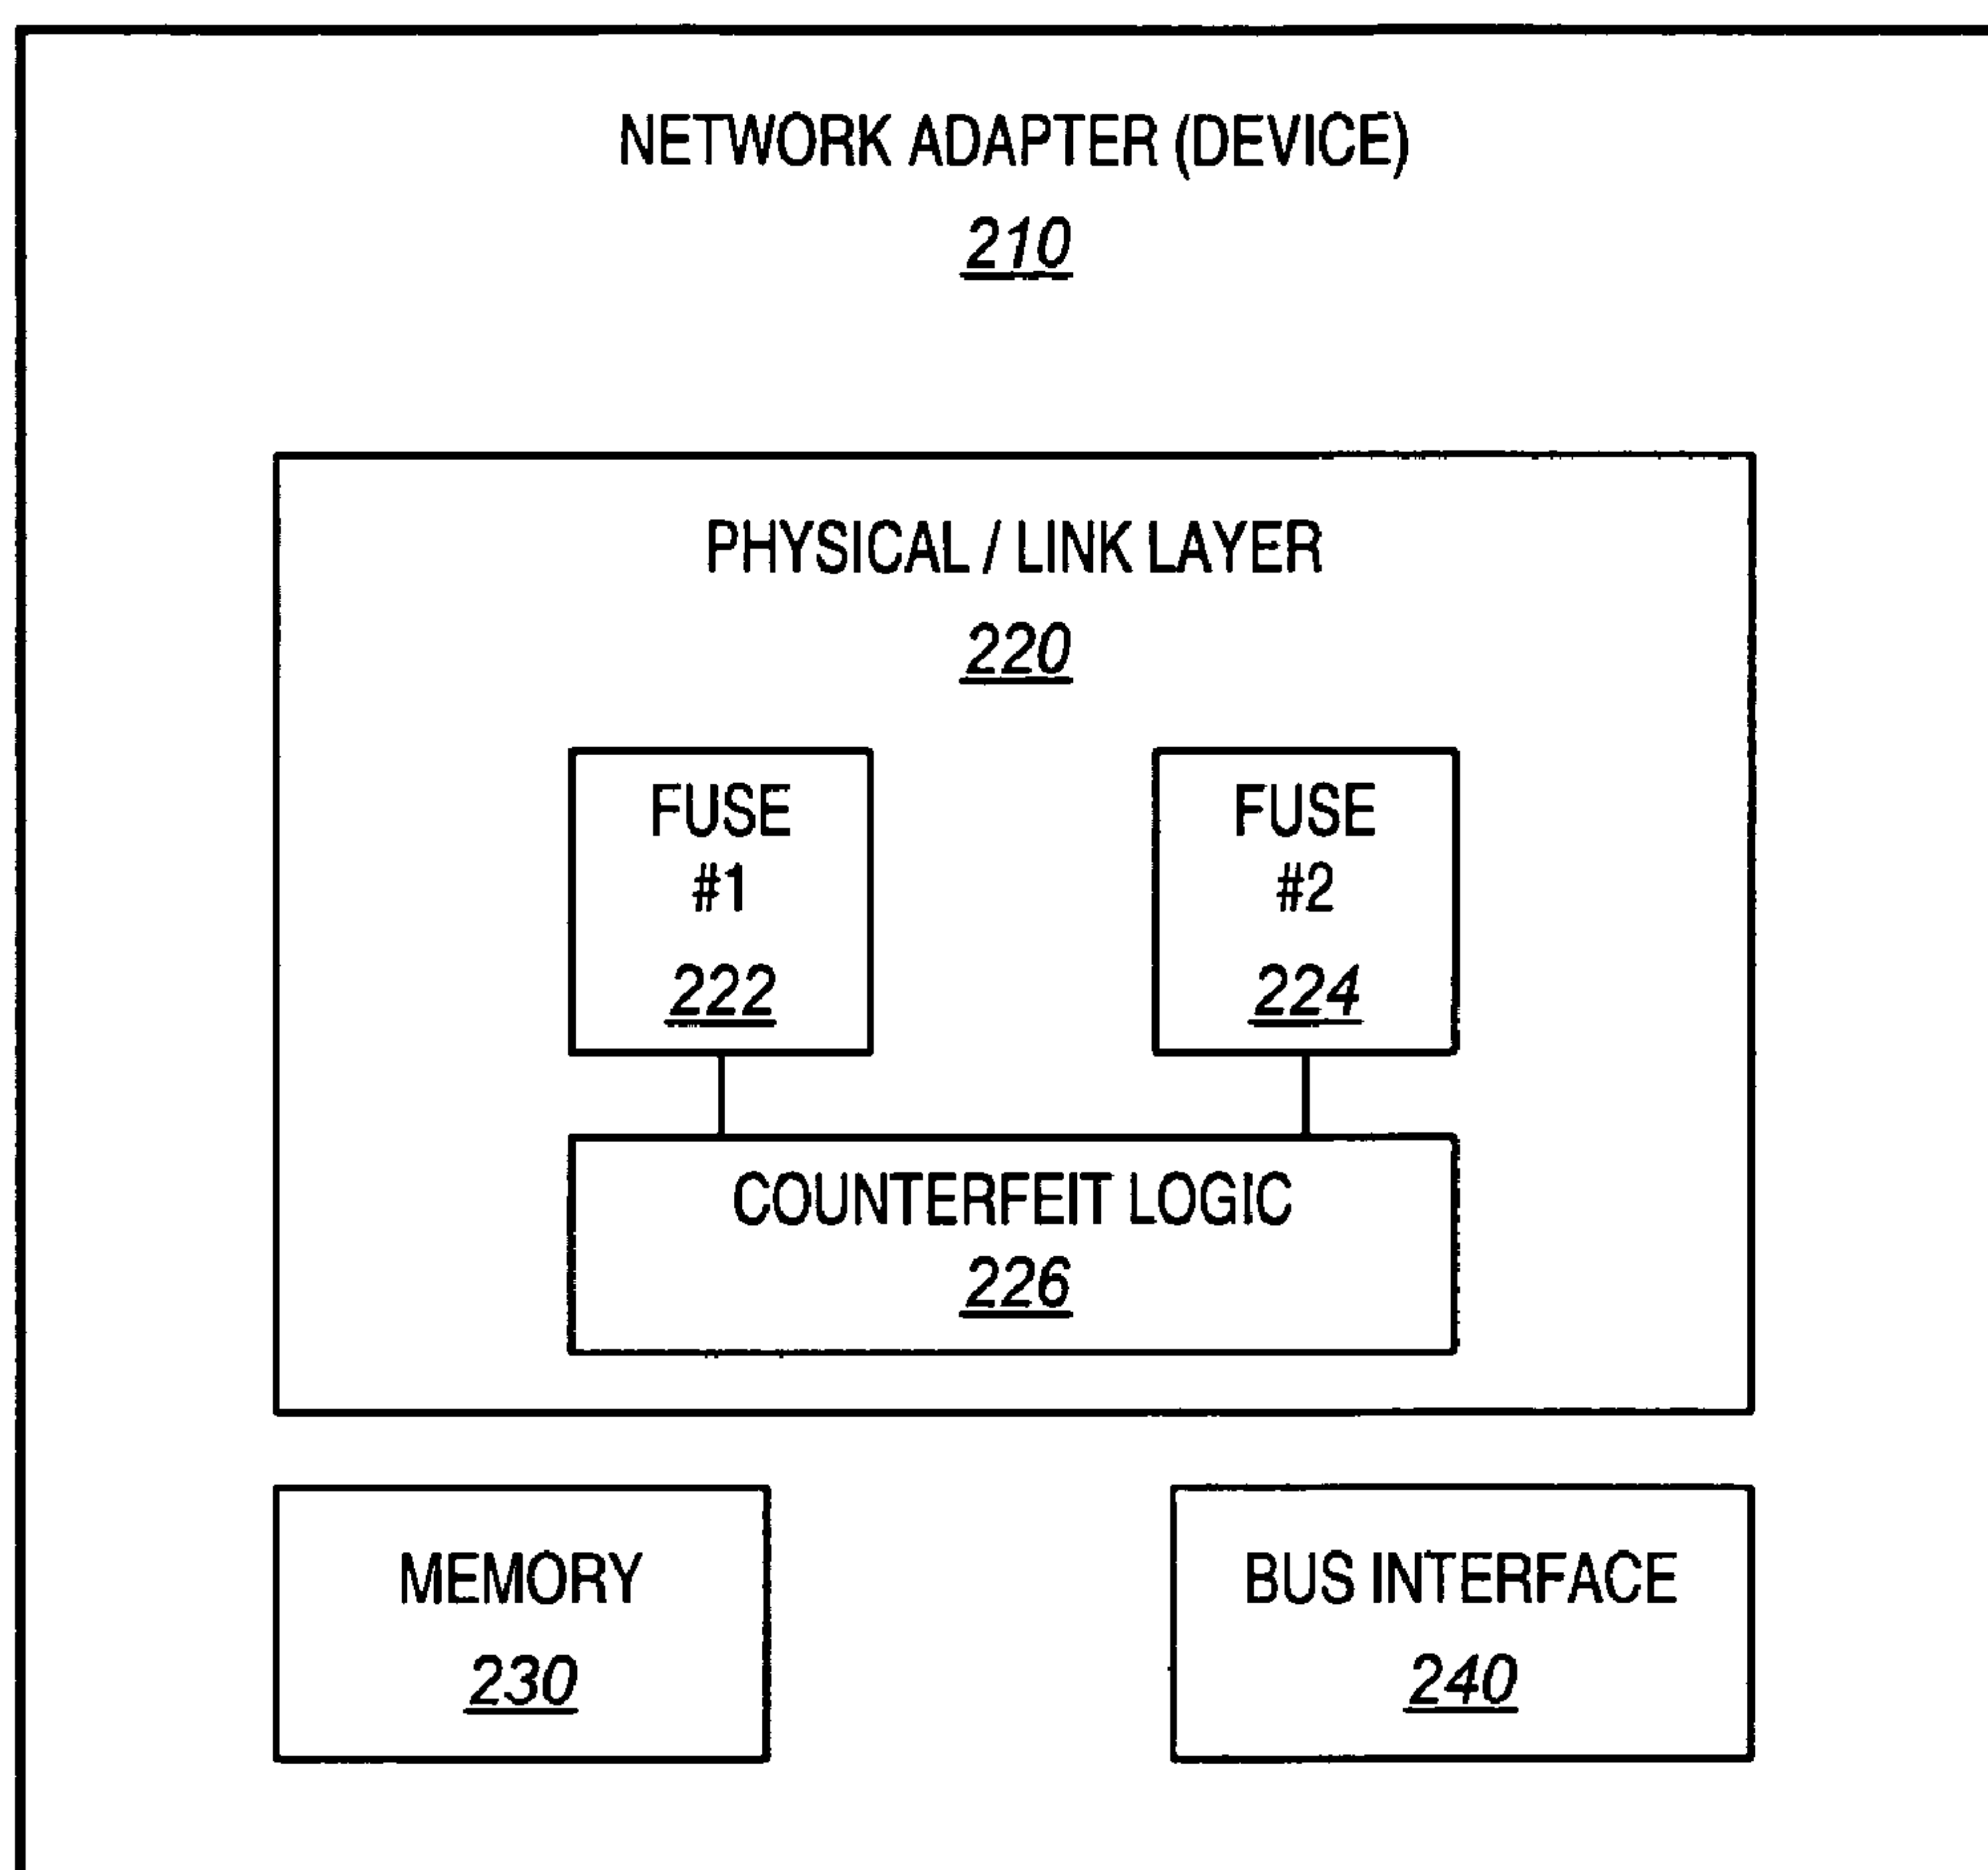 NETWORK ADAPTER (DEVICE)
210
PHYSICAL / LINK LAYER
220
FUSE
#1
222
FUSE
#2
224
COUNTERFEIT LOGIC
226
MEMORY
230
BUS INTERFACE
240